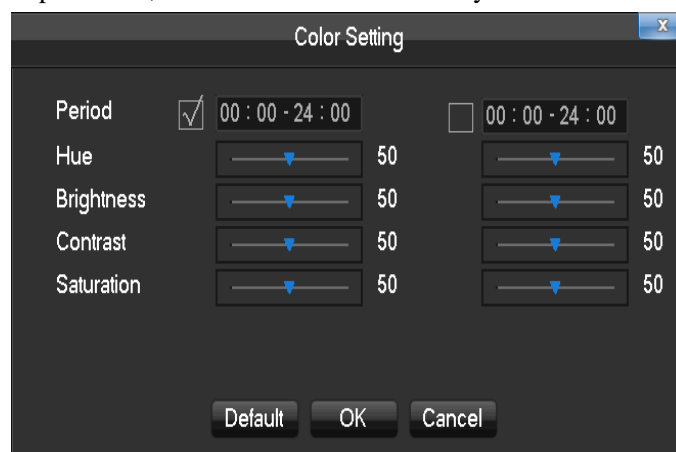 Color Setting
X
Period 00 : 00 - 24 : 00 00 : 00 - 24 : 00
Hue 50 50
Brightness 50 50
Contrast 50 50
Saturation 50 50
Default OK Cancel